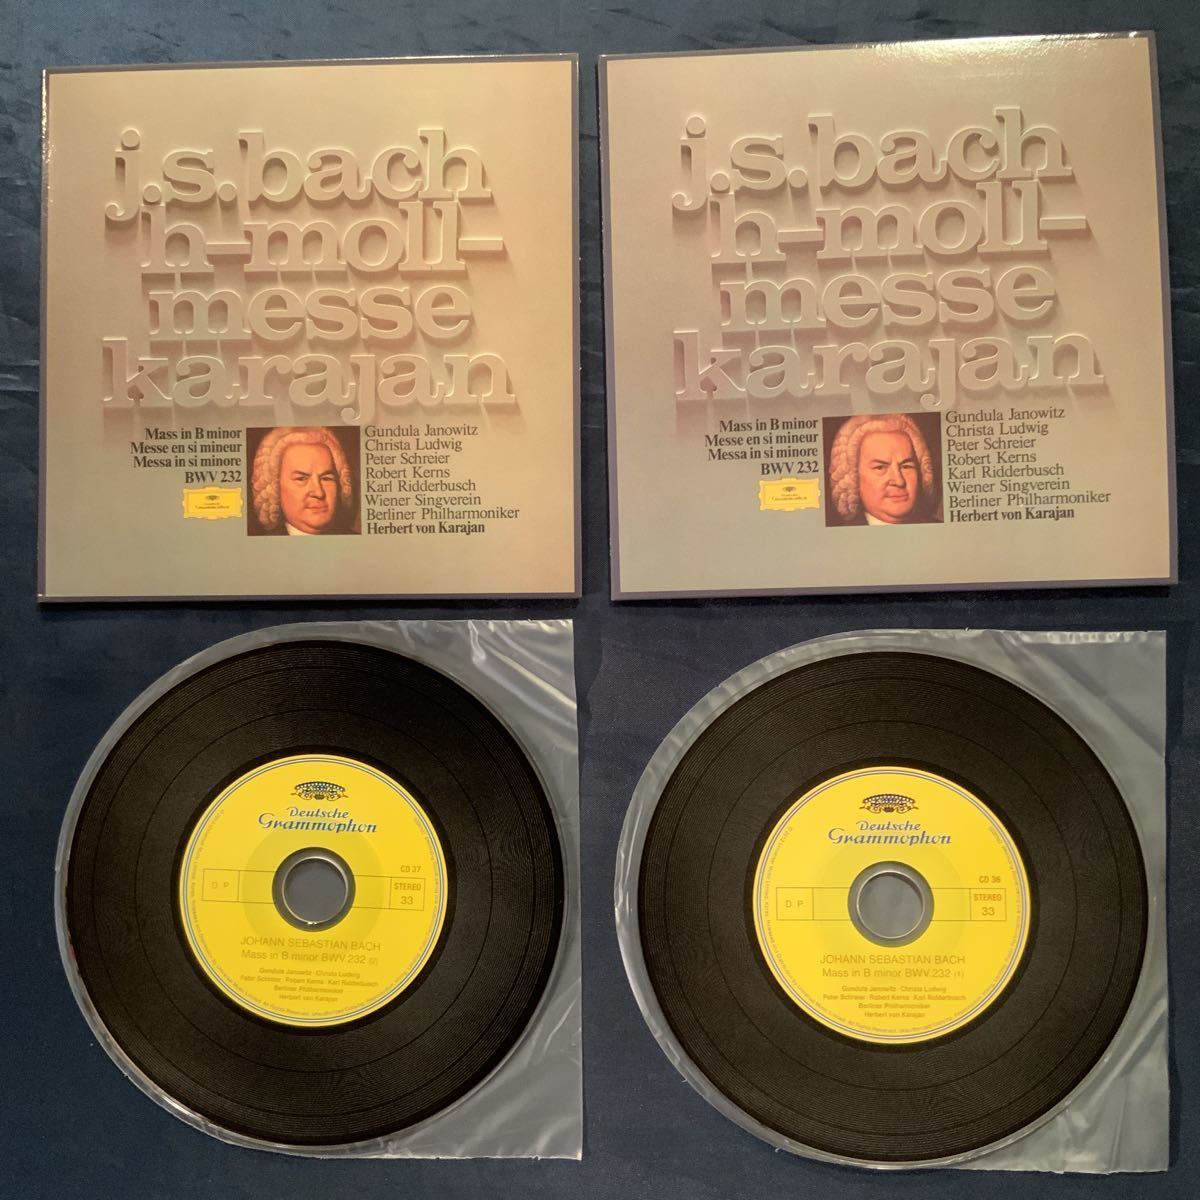 j.s.bach
h-moll-
messe
karajan
Mass in B minor
Messe en si mineur
Messa in si minore
BWV 232
Deutsche
Grammophon
Gundula Janowitz
Christa Ludwig
Peter Schreier
Robert Kerns
Karl Ridderbusch
Wiener Singverein
Berliner Philharmoniker
Herbert von Karajan
j.s.bach
h-moll-
messe
karajan
Mass in B minor
Messe en si mineur
Messa in si minore
BWV 232
Deutsche
Grammophon
Gundula Janowitz
Christa Ludwig
Peter Schreier
Robert Kerns
Karl Ridderbusch
Wiener Singverein
Berliner Philharmoniker
Herbert von Karajan
Deutsche
Grammophon
CD 37
D P
STEREO
33
JOHANN SEBASTIAN BACH
Mass in B minor BWV 232 (2)
Gundula Janowitz · Christa Ludwig
Peter Schreier · Robert Kerns · Karl Ridderbusch
Berliner Philharmoniker
Herbert von Karajan
Deutsche
Grammophon
CD 36
D P
STEREO
33
JOHANN SEBASTIAN BACH
Mass in B minor BWV 232 (1)
Gundula Janowitz · Christa Ludwig
Peter Schreier · Robert Kerns · Karl Ridderbusch
Berliner Philharmoniker
Herbert von Karajan